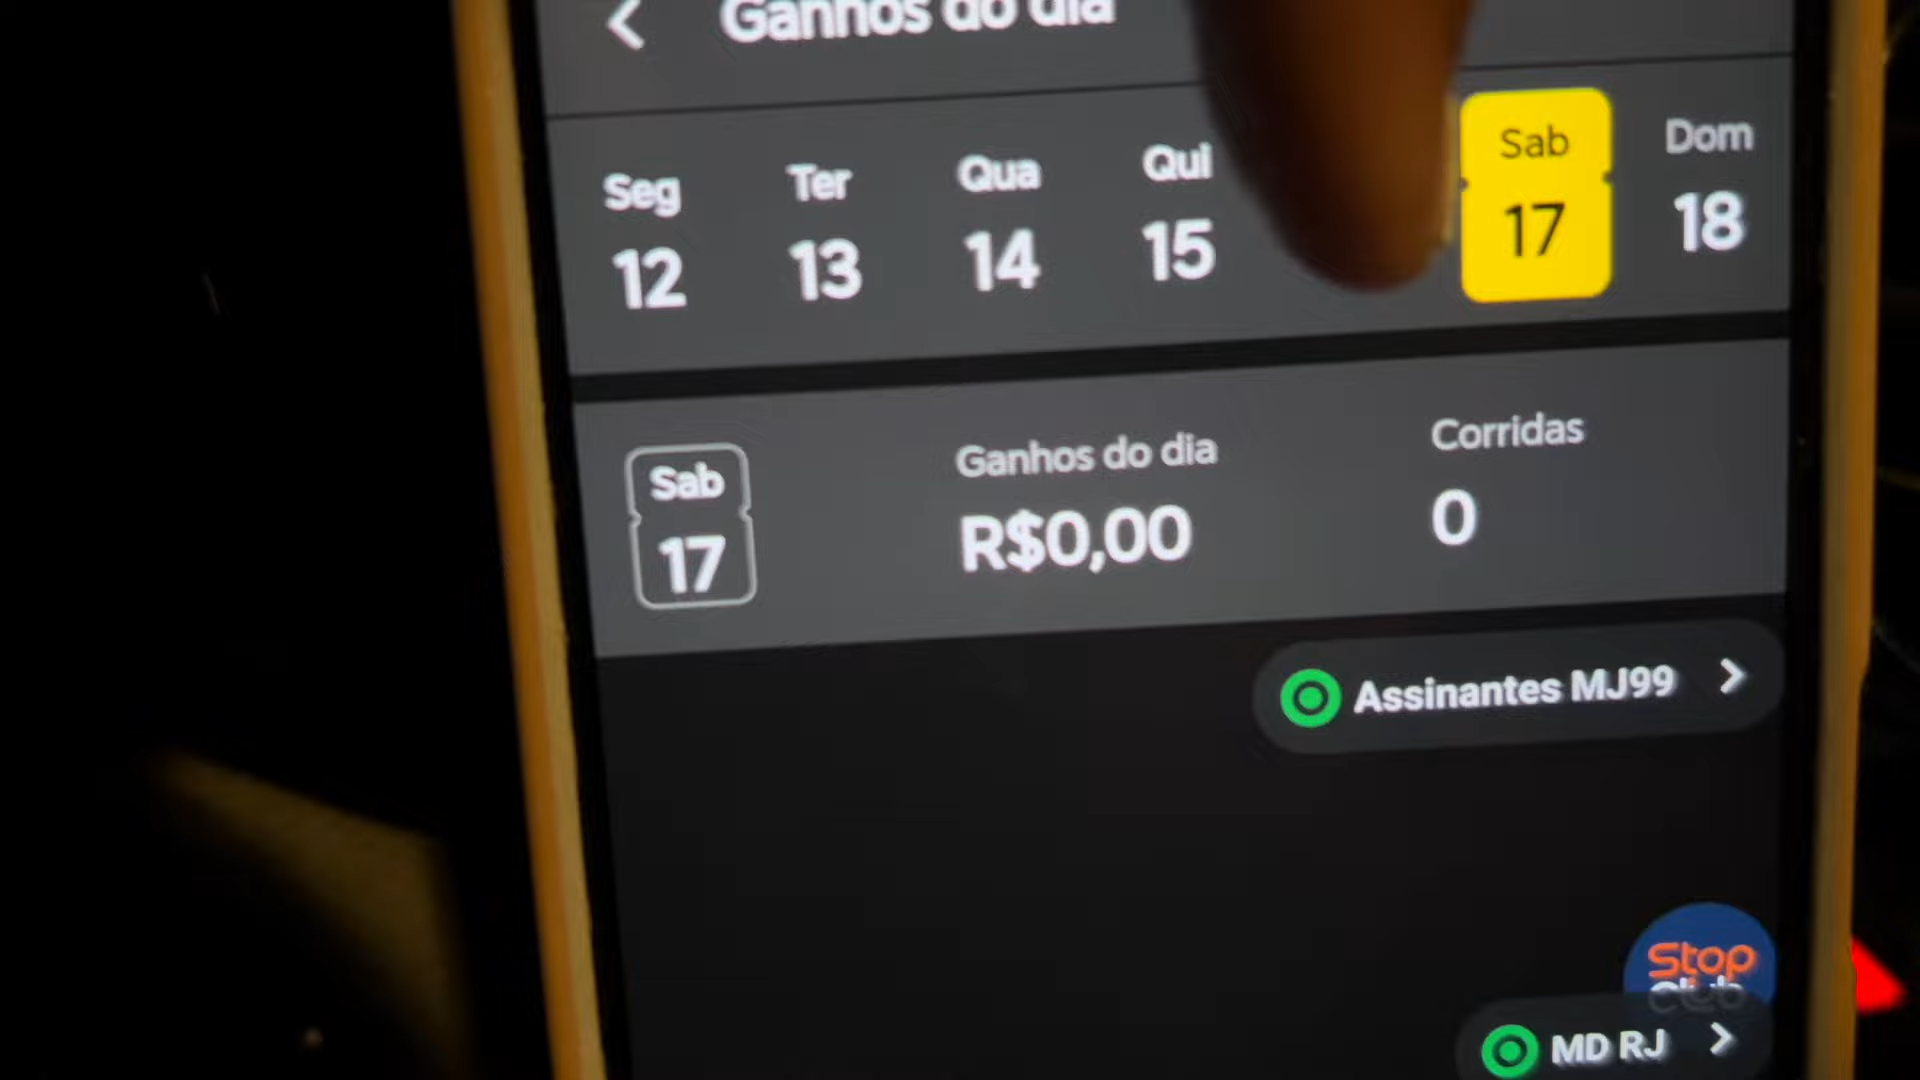 Ganhos do dia
Seg Ter Qua Qui Sab Dom
12 13 14 15 17 18
Sab
17
Ganhos do dia
R$0,00
Corridas
0
Assinantes MJ99
Stop
Club
MD RJ